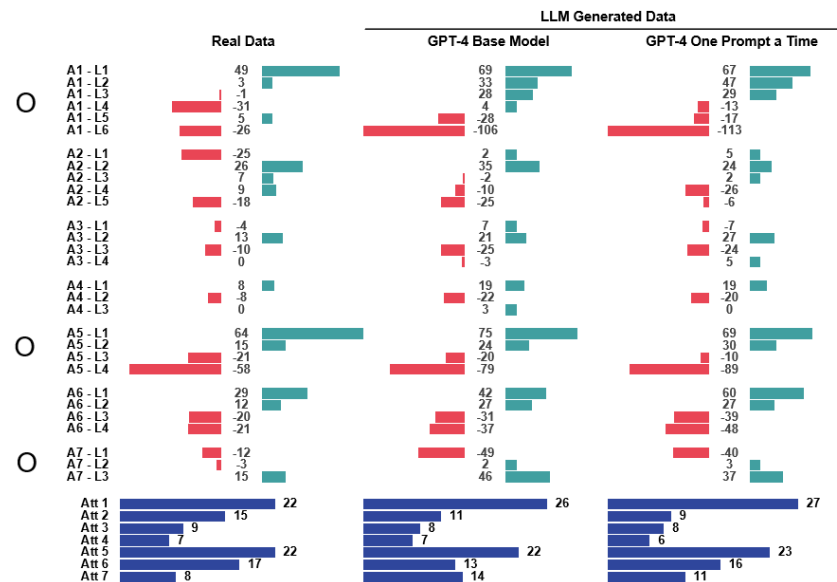 LLM Generated Data
Real Data GPT-4 Base Model GPT-4 One Prompt a Time
A1 - L1 49 69 67
A1 - L2 3 33 47
O A1 - L3 -1 28 29
A1 - L4 -31 4 -13
A1 - L5 5 -28 -17
A1 - L6 -26 -106 -113
A2 - L1 -25 2 5
A2 - L2 26 35 24
A2 - L3 7 -2 2
A2 - L4 9 -10 -26
A2 - L5 -18 -25 -6
A3 - L1 -4 7 -7
A3 - L2 13 21 27
A3 - L3 -10 -25 -24
A3 - L4 0 -3 5
A4 - L1 8 19 19
A4 - L2 -8 -22 -20
A4 - L3 0 3 0
A5 - L1 64 75 69
O A5 - L2 15 24 30
A5 - L3 -21 -20 -10
A5 - L4 -58 -79 -89
A6 - L1 29 42 60
A6 - L2 12 27 27
A6 - L3 -20 -31 -39
A6 - L4 -21 -37 -48
A7 - L1 -12 -49 -40
O A7 - L2 -3 2 3
A7 - L3 15 46 37
Att 1 22 26 27
Att 2 15 11 9
Att 3 9 8 8
Att 4 7 7 6
Att 5 22 22 23
Att 6 17 13 16
Att 7 8 14 11